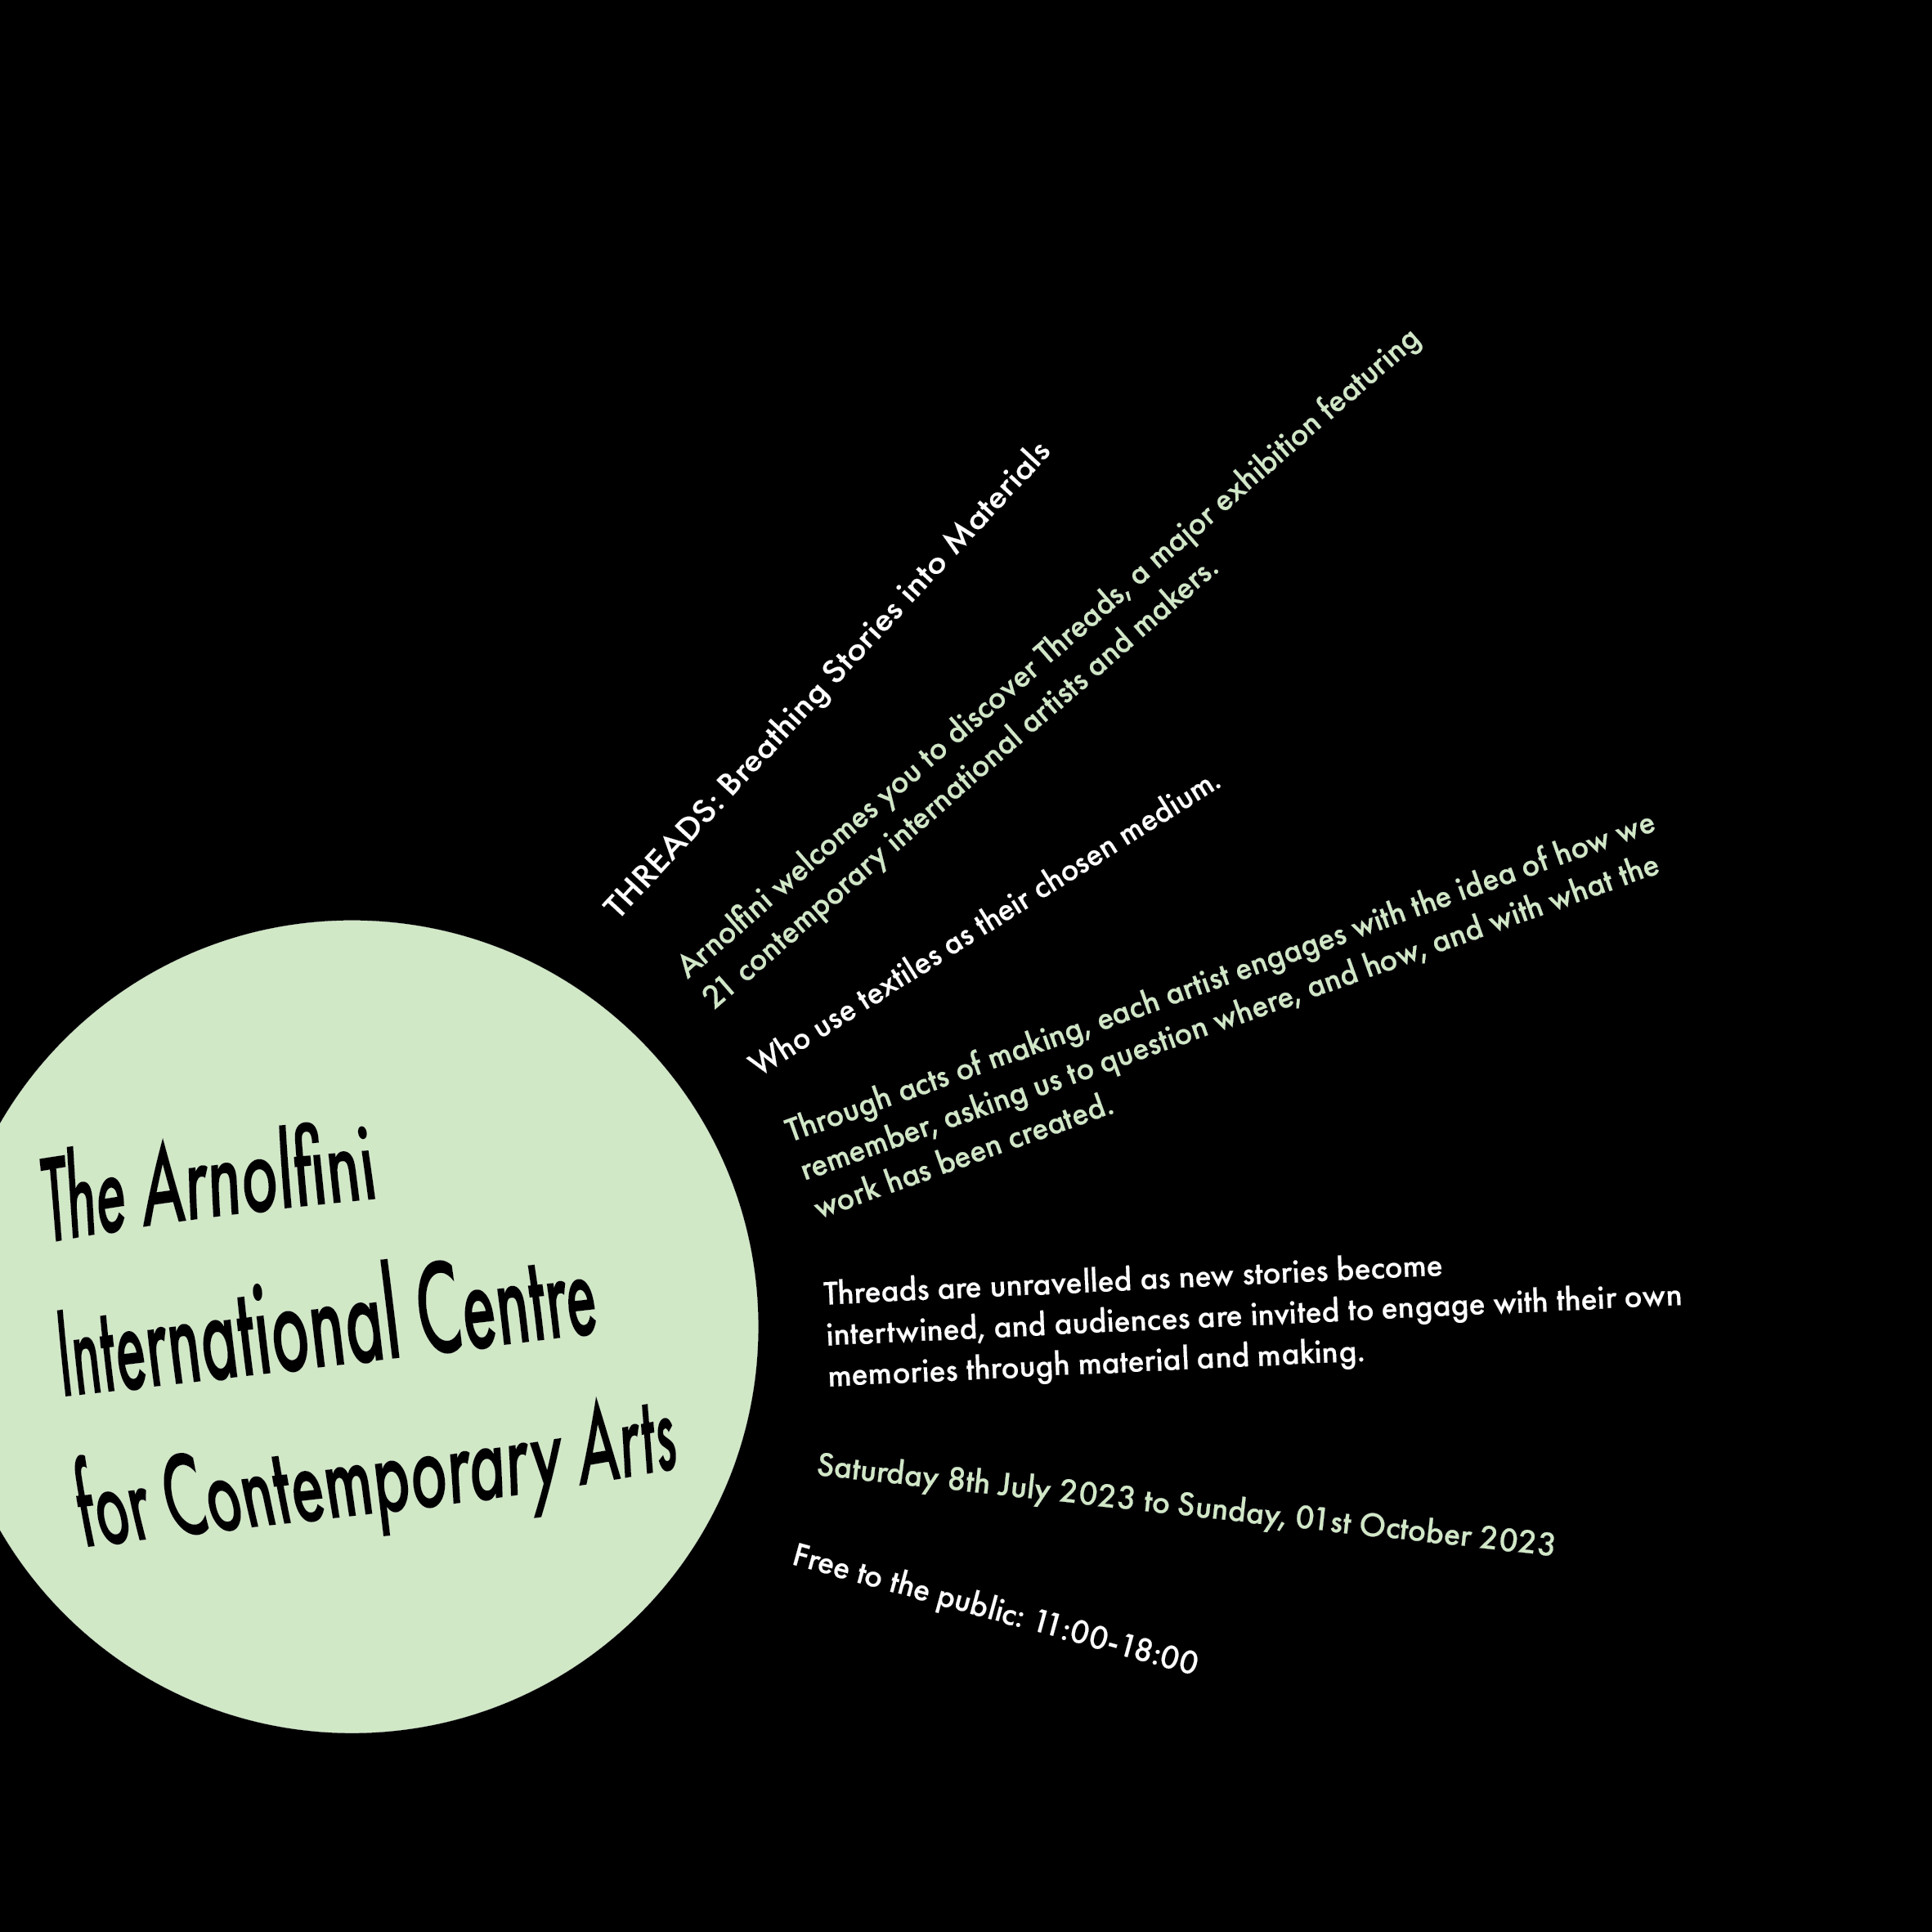 The Arnolfini
International Centre
for Contemporary Arts
THREADS: Breathing Stories into Materials
Arnolfini welcomes you to discover Threads, a major exhibition featuring
21 contemporary international artists and makers.
Who use textiles as their chosen medium.
Through acts of making, each artist engages with the idea of how we
remember, asking us to question where, and how, and with what the
work has been created.
Threads are unravelled as new stories become
intertwined, and audiences are invited to engage with their own
memories through material and making.
Saturday 8th July 2023 to Sunday, 01st October 2023
Free to the public: 11:00-18:00